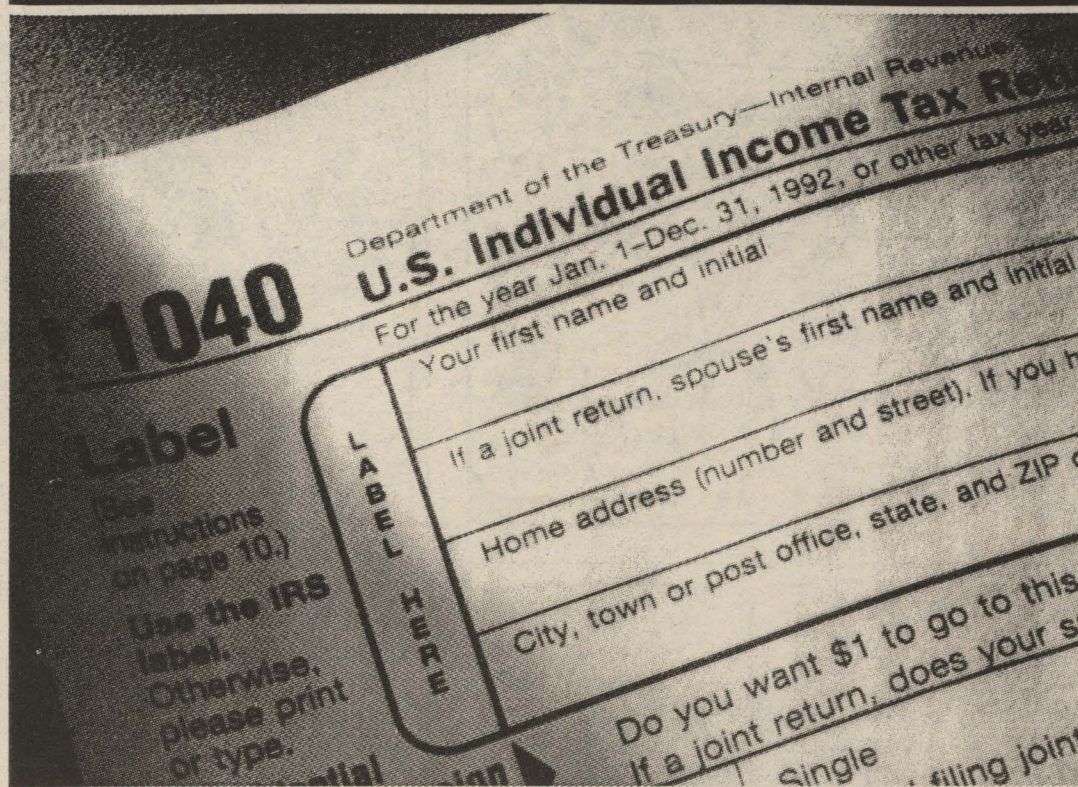 Department of the Treasury—Internal Revenue
1040
U.S. Individual Income Tax
For the year Jan. 1–Dec. 31, 1992, or other tax year
Label
(See
instructions
on page 10.)
Use the IRS
label.
Otherwise,
please print
or type.
LABEL HERE
Your first name and initial
If a joint return, spouse's first name and initial
Home address (number and street). If you h
City, town or post office, state, and ZIP
Do you want $1 to go to this
If a joint return, does your s
Single
filing joint